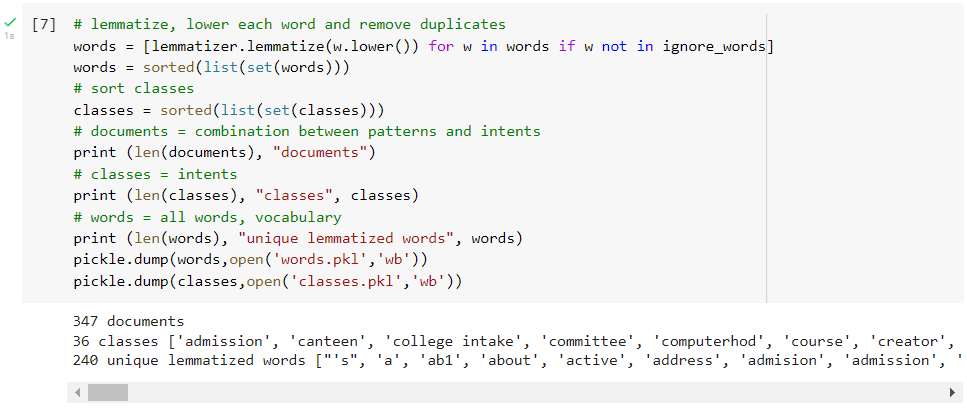 [7] # lemmatize, lower each word and remove duplicates
words = [lemmatizer.lemmatize(w.lower()) for w in words if w not in ignore_words]
words = sorted(list(set(words)))
# sort classes
classes = sorted(list(set(classes)))
# documents = combination between patterns and intents
print (len(documents), "documents")
# classes = intents
print (len(classes), "classes", classes)
# words = all words, vocabulary
print (len(words), "unique lemmatized words", words)
pickle.dump(words,open('words.pkl','wb'))
pickle.dump(classes,open('classes.pkl','wb'))
1s
347 documents
36 classes ['admission', 'canteen', 'college intake', 'committee', 'computerhod', 'course', 'creator',
240 unique lemmatized words ["'s", 'a', 'ab1', 'about', 'active', 'address', 'admision', 'admission', '